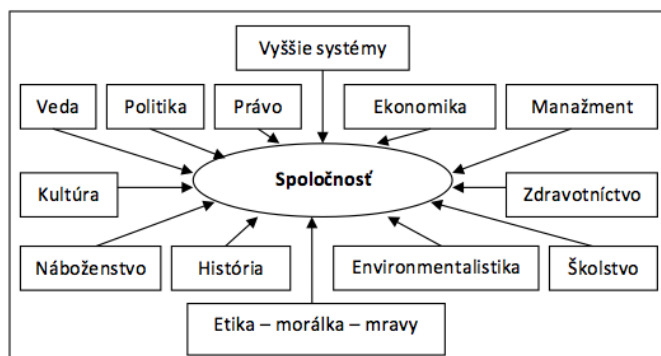 Vyššie systémy
Veda
Politika
Právo
Ekonomika
Manažment
Spoločnosť
Kultúra
Zdravotníctvo
Náboženstvo
História
Environmentalistika
Školstvo
Etika – morálka – mravy